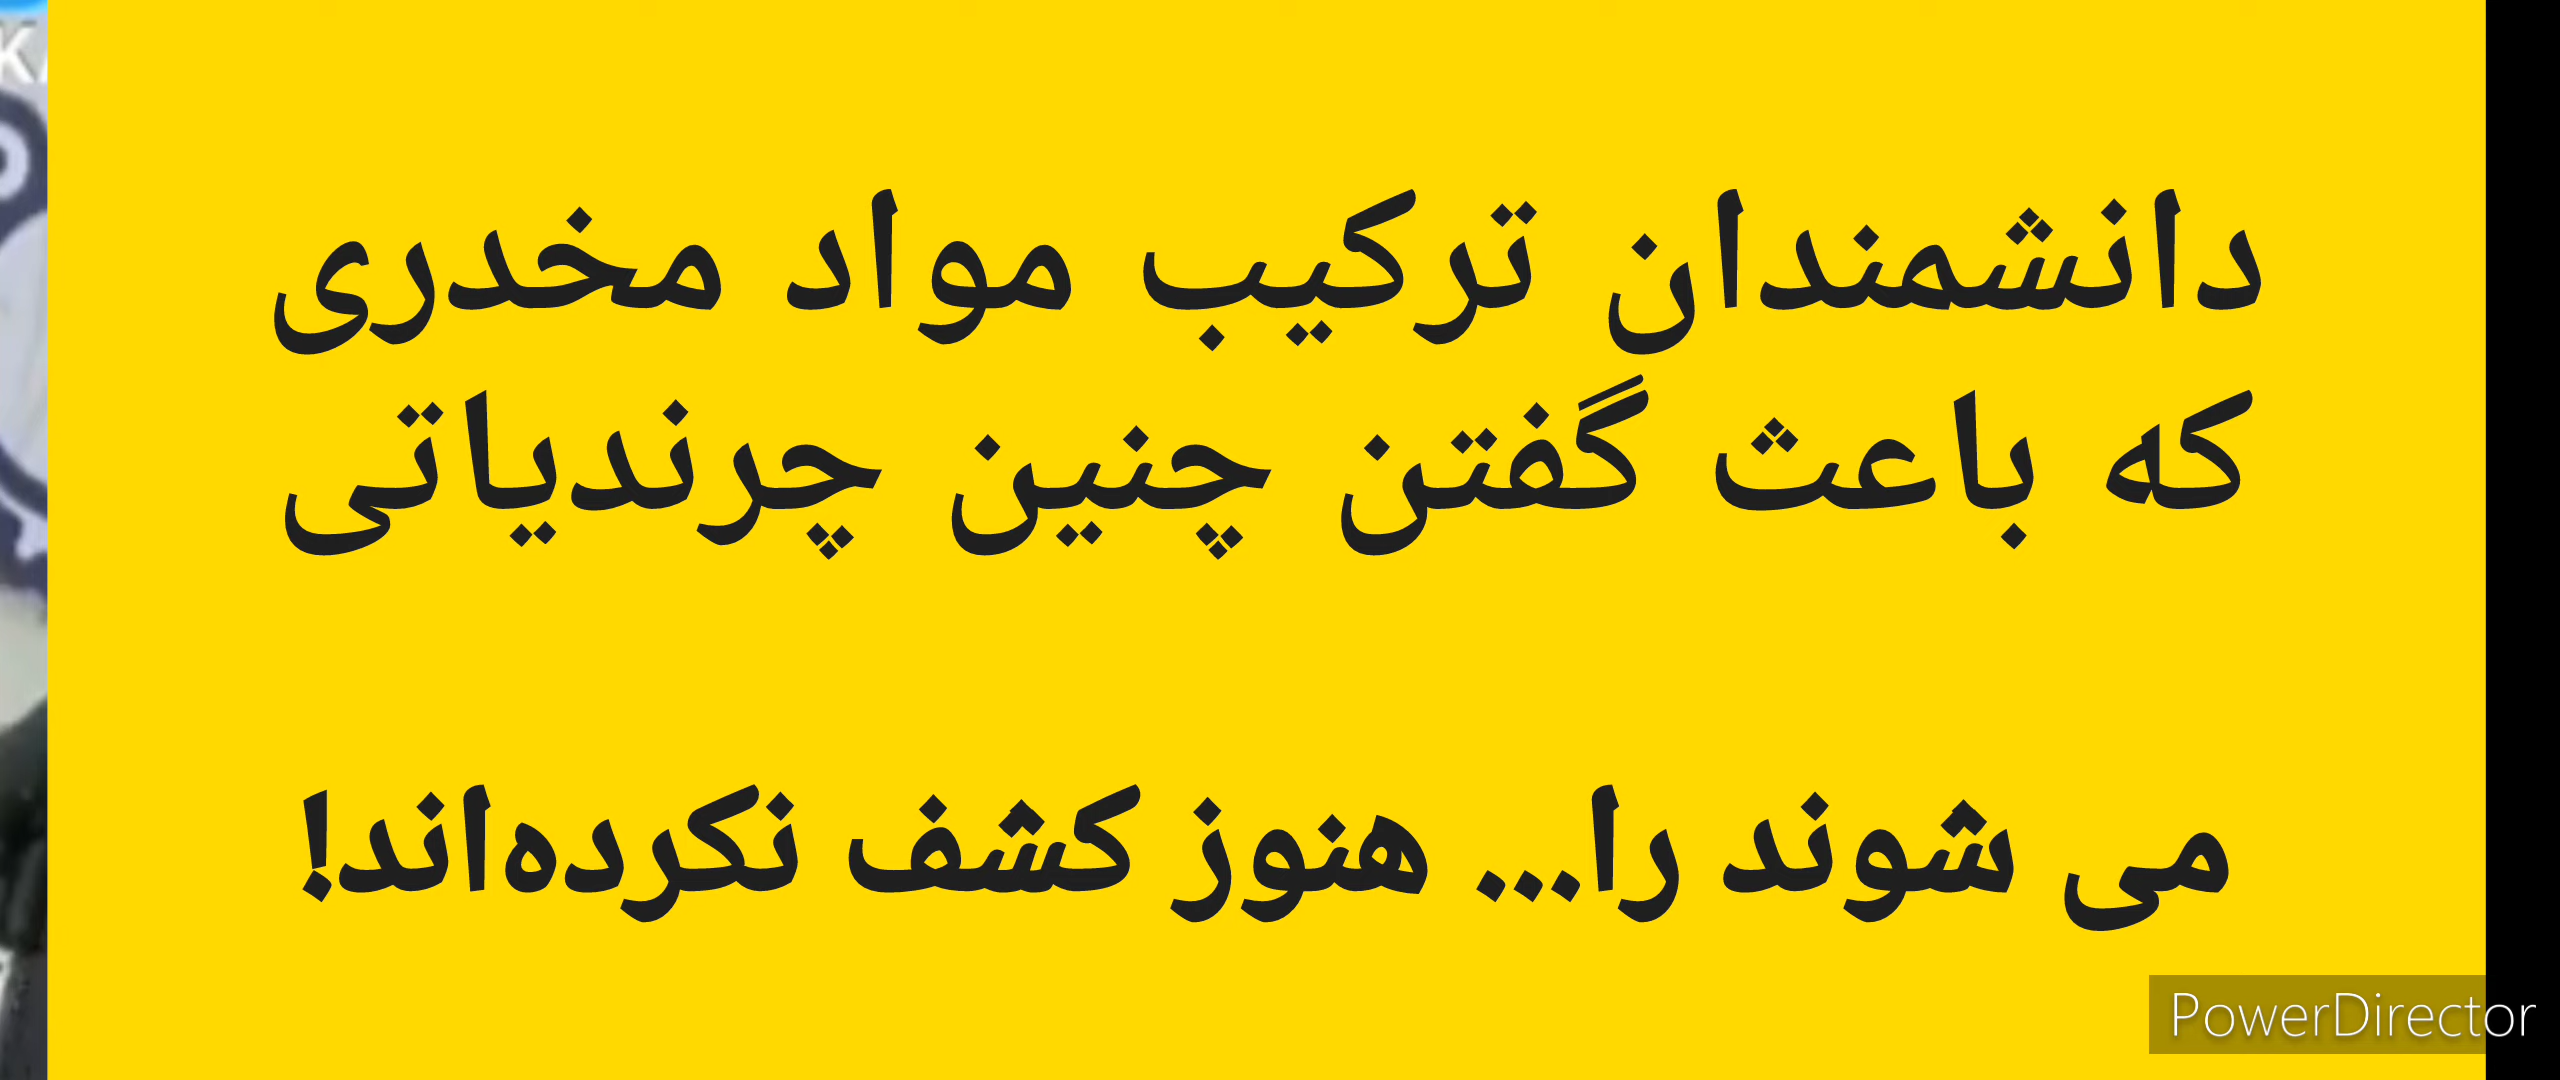 دانشمندان ترکیب مواد مخدری
که باعث گفتن چنین چرندیاتی
می شوند را... هنوز کشف نکرده‌اند!
PowerDirector